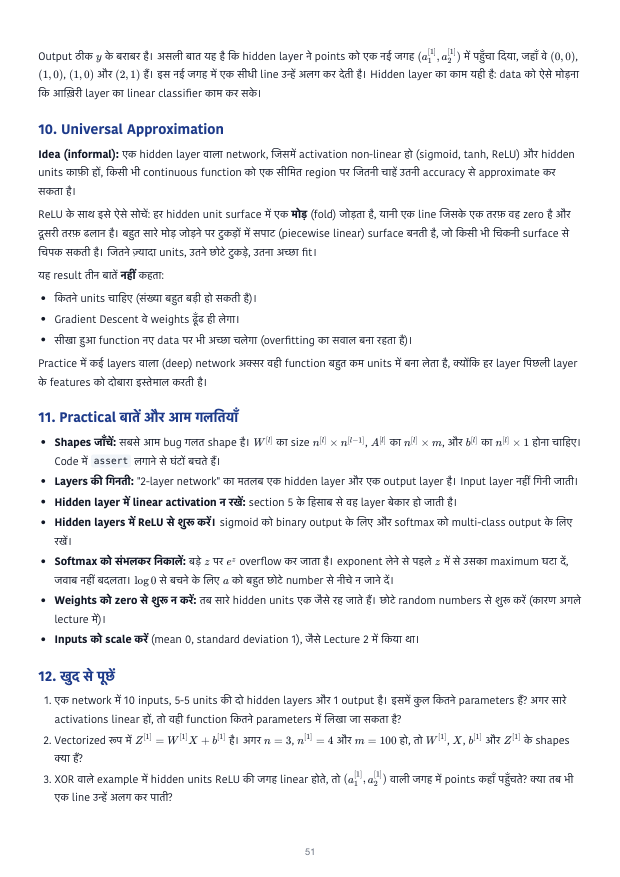 Output ठीक y के बराबर है। असली बात यह है कि hidden layer ने points को एक नई जगह (a₁^[1], a₂^[1]) में पहुँचा दिया, जहाँ वे (0, 0),
(1, 0), (1, 0) और (2, 1) हैं। इस नई जगह में एक सीधी line उन्हें अलग कर देती है। Hidden layer का काम यही है: data को ऐसे मोड़ना
कि आख़िरी layer का linear classifier काम कर सके।
10. Universal Approximation
Idea (informal): एक hidden layer वाला network, जिसमें activation non-linear हो (sigmoid, tanh, ReLU) और hidden
units काफ़ी हों, किसी भी continuous function को एक सीमित region पर जितनी चाहें उतनी accuracy से approximate कर
सकता है।
ReLU के साथ इसे ऐसे सोचें: हर hidden unit surface में एक मोड़ (fold) जोड़ता है, यानी एक line जिसके एक तरफ़ वह zero है और
दूसरी तरफ़ ढलान है। बहुत सारे मोड़ जोड़ने पर टुकड़ों में सपाट (piecewise linear) surface बनती है, जो किसी भी चिकनी surface से
चिपक सकती है। जितने ज़्यादा units, उतने छोटे टुकड़े, उतना अच्छा fit।
यह result तीन बातें नहीं कहता:
• कितने units चाहिए (संख्या बहुत बड़ी हो सकती है)।
• Gradient Descent वे weights ढूँढ ही लेगा।
• सीखा हुआ function नए data पर भी अच्छा चलेगा (overfitting का सवाल बना रहता है)।
Practice में कई layers वाला (deep) network अक्सर वही function बहुत कम units में बना लेता है, क्योंकि हर layer पिछली layer
के features को दोबारा इस्तेमाल करती है।
11. Practical बातें और आम गलतियाँ
• Shapes जाँचें: सबसे आम bug गलत shape है। W^[l] का size n^[l] × n^[l−1], A^[l] का n^[l] × m, और b^[l] का n^[l] × 1 होना चाहिए।
Code में assert लगाने से घंटों बचते हैं।
• Layers की गिनती: "2-layer network" का मतलब एक hidden layer और एक output layer है। Input layer नहीं गिनी जाती।
• Hidden layer में linear activation न रखें: section 5 के हिसाब से वह layer बेकार हो जाती है।
• Hidden layers में ReLU से शुरू करें। sigmoid को binary output के लिए और softmax को multi-class output के लिए
रखें।
• Softmax को संभलकर निकालें: बड़े z पर e^z overflow कर जाता है। exponent लेने से पहले z में से उसका maximum घटा दें,
जवाब नहीं बदलता। log 0 से बचने के लिए a को बहुत छोटे number से नीचे न जाने दें।
• Weights को zero से शुरू न करें: तब सारे hidden units एक जैसे रह जाते हैं। छोटे random numbers से शुरू करें (कारण अगले
lecture में)।
• Inputs को scale करें (mean 0, standard deviation 1), जैसे Lecture 2 में किया था।
12. खुद से पूछें
1. एक network में 10 inputs, 5-5 units की दो hidden layers और 1 output है। इसमें कुल कितने parameters हैं? अगर सारे
activations linear हों, तो वही function कितने parameters में लिखा जा सकता है?
2. Vectorized रूप में Z^[1] = W^[1]X + b^[1] है। अगर n = 3, n^[1] = 4 और m = 100 हो, तो W^[1], X, b^[1] और Z^[1] के shapes
क्या हैं?
3. XOR वाले example में hidden units ReLU की जगह linear होते, तो (a₁^[1], a₂^[1]) वाली जगह में points कहाँ पहुँचते? क्या तब भी
एक line उन्हें अलग कर पाती?
51